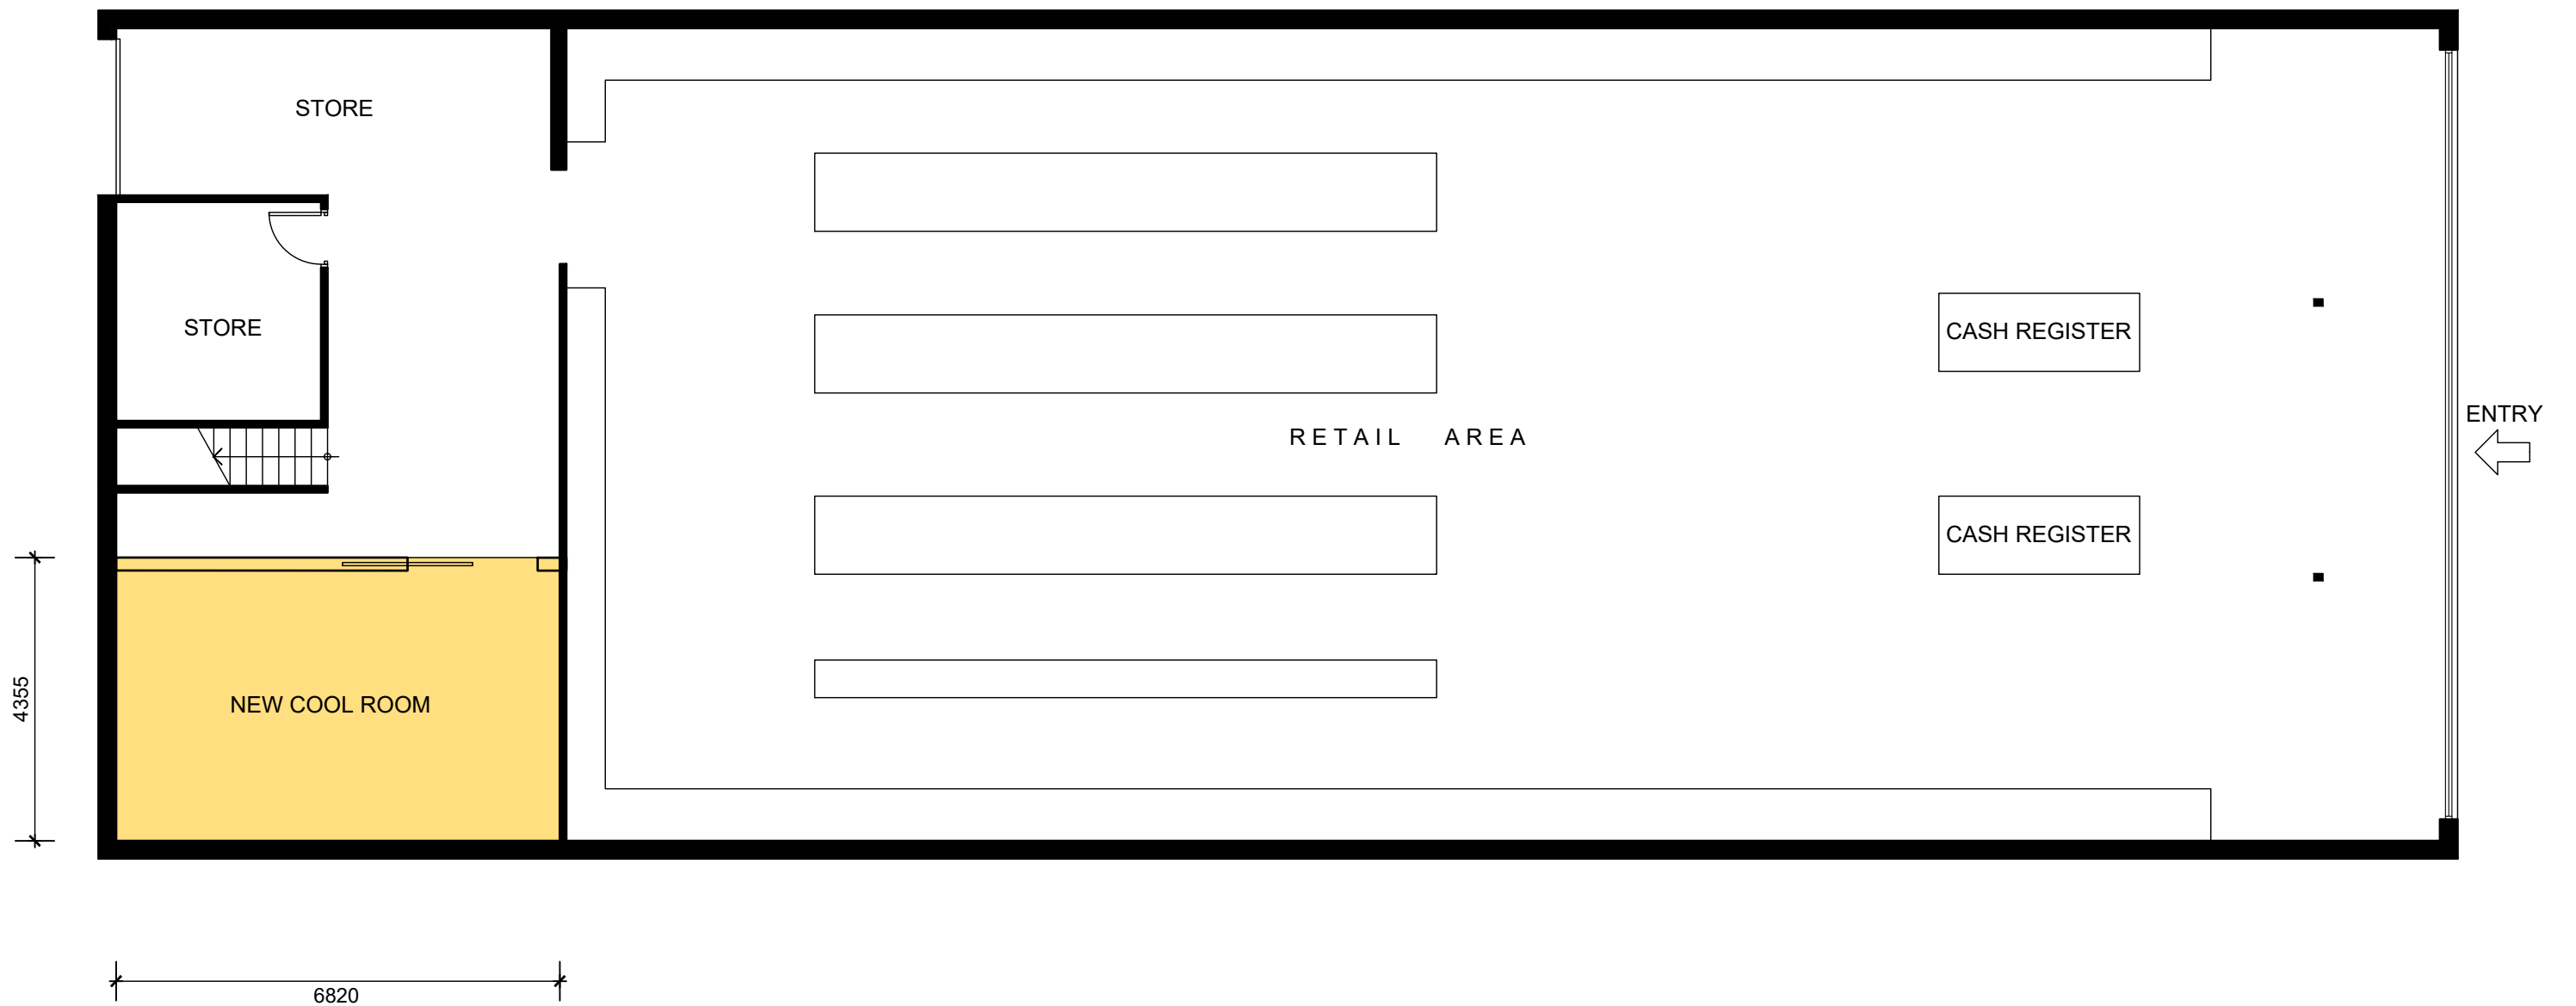 STORE
STORE
CASH REGISTER
ENTRY
RETAIL AREA
CASH REGISTER
4355
NEW COOL ROOM
6820